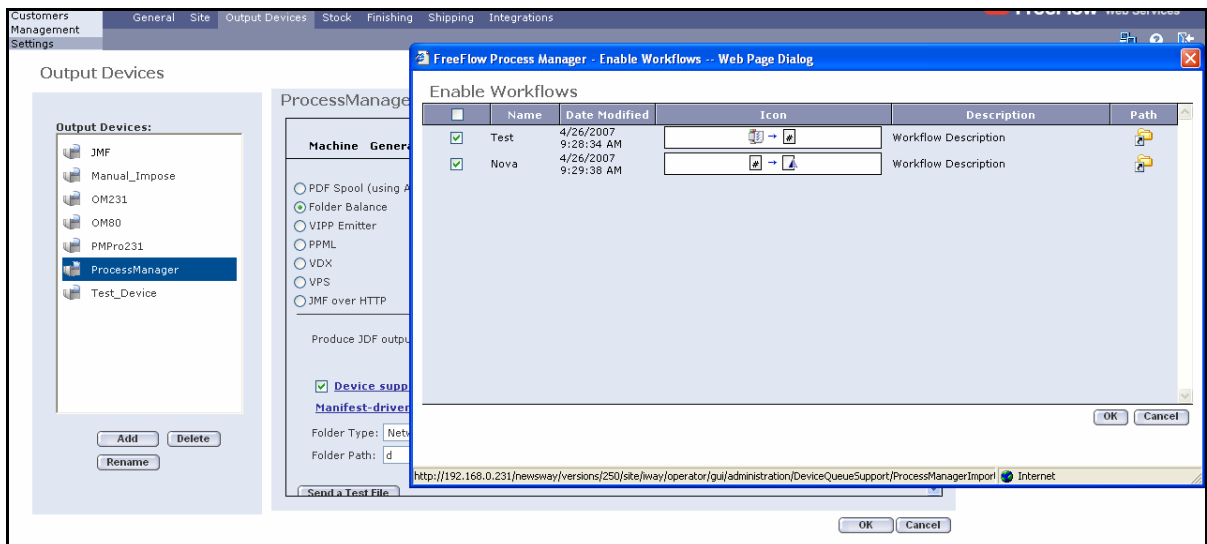 Customers
Management
Settings
General Site Output Devices Stock Finishing Shipping Integrations
Web Services
Output Devices
Output Devices:
JMF
Manual_Impose
OM231
OM80
PMPro231
ProcessManager
Test_Device
Add Delete
Rename
ProcessManage
Machine Genera
PDF Spool (using A
Folder Balance
VIPP Emitter
PPML
VDX
VPS
JMF over HTTP
Produce JDF outpu
Device supp
Manifest-driver
Folder Type: Netw
Folder Path: d
Send a Test File
OK Cancel
FreeFlow Process Manager - Enable Workflows -- Web Page Dialog
Enable Workflows
Name Date Modified Icon Description Path
Test 4/26/2007 9:28:34 AM # Workflow Description
Nova 4/26/2007 9:29:38 AM # Workflow Description
OK Cancel
http://192.168.0.231/newsway/versions/250/site/iway/operator/gui/administration/DeviceQueueSupport/ProcessManagerImporl Internet